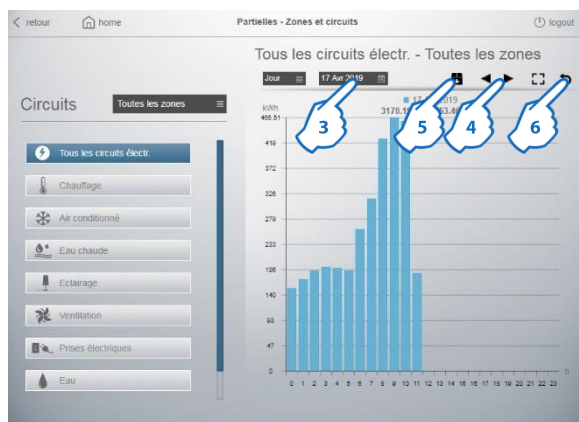 retour
home
Partielles - Zones et circuits
logout
Tous les circuits électr. - Toutes les zones
Jour
17 Avr 2019
Circuits
Toutes les zones
kWh
3
5
4
6
Tous les circuits électr.
Chauffage
Air conditionné
Eau chaude
Eclairage
Ventilation
Prises électriques
Eau
419
372
326
279
233
186
140
93
47
0
0 1 2 3 4 5 6 7 8 9 10 11 12 13 14 15 16 17 18 19 20 21 22 23
h